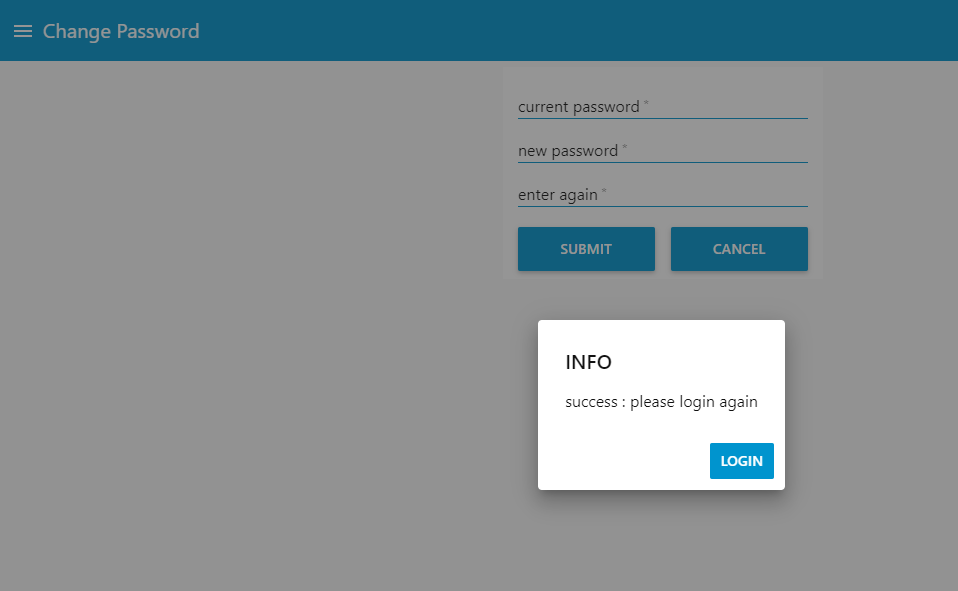 Change Password
current password *
new password *
enter again *
SUBMIT CANCEL
INFO
success : please login again
LOGIN